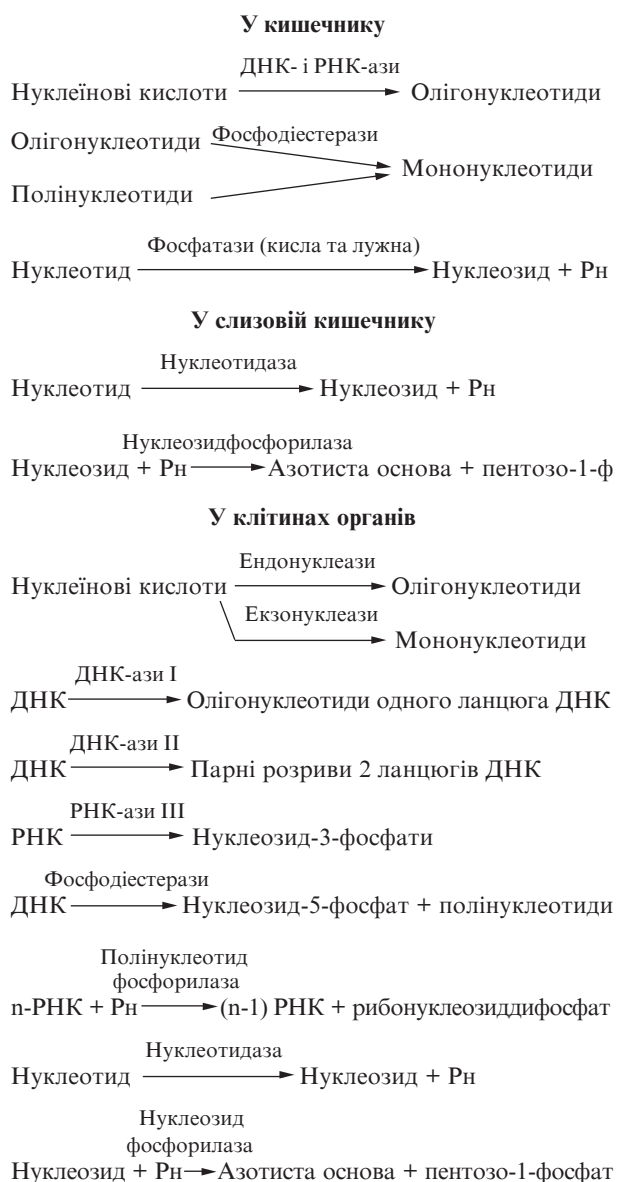 У кишечнику
ДНК- і РНК-ази
Нуклеїнові кислоти → Олігонуклеотиди
Олігонуклеотиди Фосфодіестерази
Мононуклеотиди
Полінуклеотиди
Фосфатази (кисла та лужна)
Нуклеотид → Нуклеозид + Рн
У слизовій кишечнику
Нуклеотидаза
Нуклеотид → Нуклеозид + Рн
Нуклеозидфосфорилаза
Нуклеозид + Рн → Азотиста основа + пентозо-1-ф
У клітинах органів
Ендонуклеази
Нуклеїнові кислоти → Олігонуклеотиди
Екзонуклеази
Мононуклеотиди
ДНК-ази I
ДНК → Олігонуклеотиди одного ланцюга ДНК
ДНК-ази II
ДНК → Парні розриви 2 ланцюгів ДНК
РНК-ази III
РНК → Нуклеозид-3-фосфати
Фосфодіестерази
ДНК → Нуклеозид-5-фосфат + полінуклеотиди
Полінуклеотид
фосфорилаза
n-РНК + Рн → (n-1) РНК + рибонуклеозиддифосфат
Нуклеотидаза
Нуклеотид → Нуклеозид + Рн
Нуклеозид
фосфорилаза
Нуклеозид + Рн → Азотиста основа + пентозо-1-фосфат